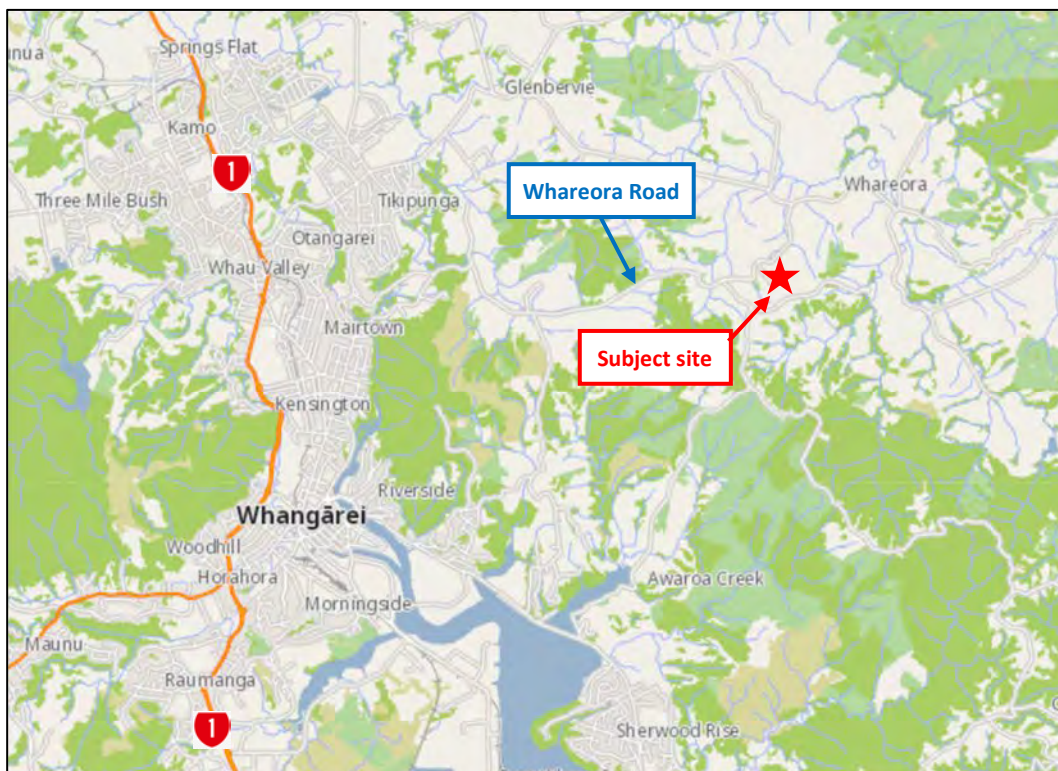 nua
Springs Flat
Glenbervie
Kamo
1
Whareora Road
Whareora
Three Mile Bush
Tikipunga
Otangarei
Whau Valley
Mairtown
Subject site
Kensington
Riverside
Whangārei
Woodhill
Horahora
Awaroa Creek
Morningside
Maunu
Raumanga
1
Sherwood Rise